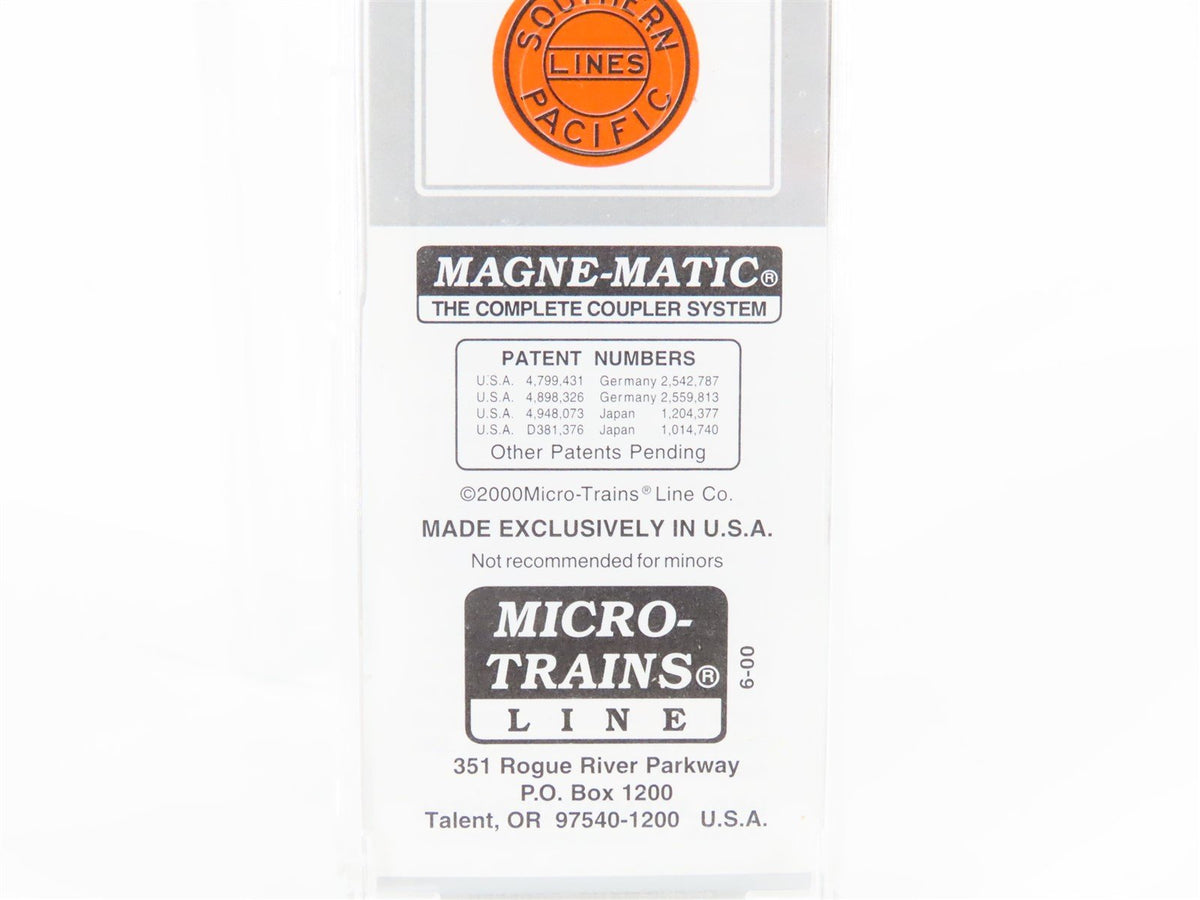 SOUTHERN
LINES
PACIFIC
MAGNE-MATIC®
THE COMPLETE COUPLER SYSTEM
PATENT NUMBERS
U.S.A. 4,799,431 Germany 2,542,787
U.S.A. 4,898,326 Germany 2,559,813
U.S.A. 4,948,073 Japan 1,204,377
U.S.A. D381,376 Japan 1,014,740
Other Patents Pending
©2000Micro-Trains® Line Co.
MADE EXCLUSIVELY IN U.S.A.
Not recommended for minors
MICRO-
TRAINS®
LINE
6-00
351 Rogue River Parkway
P.O. Box 1200
Talent, OR 97540-1200 U.S.A.